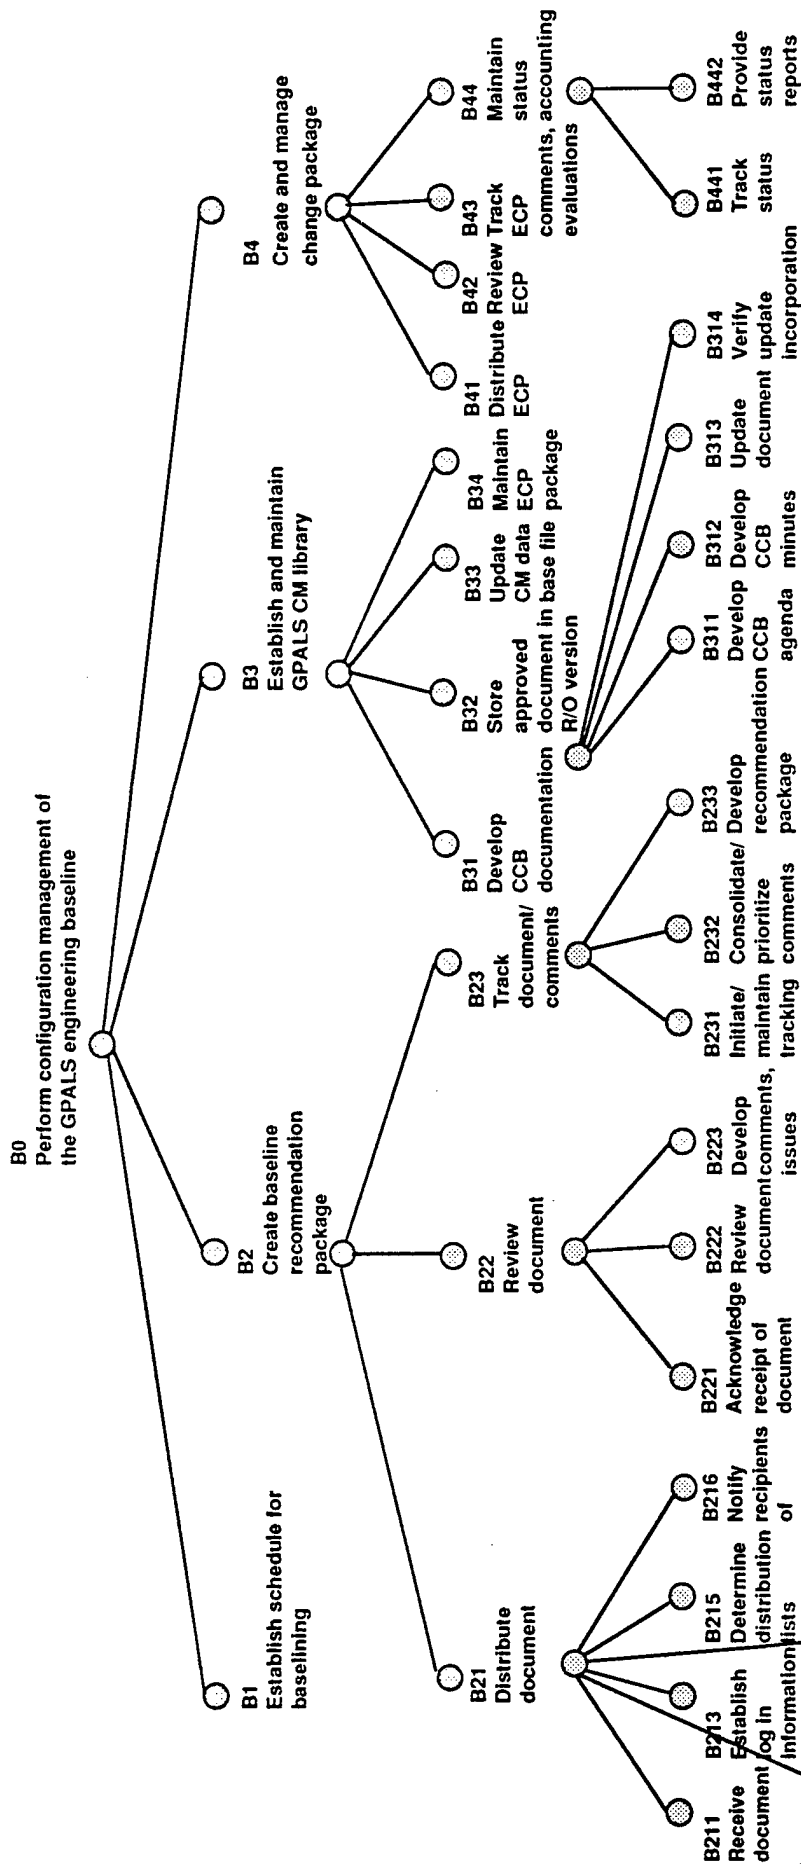 B0
Perform configuration management of
the GPALS engineering baseline
B1
Establish schedule for
baselining
B2
Create baseline
recommendation
package
B3
Establish and maintain
GPALS CM library
B4
Create and manage
change package
B21
Distribute
document
B22
Review
document
B23
Track
document/
comments
B31
Develop
CCB
documentation
B32
Store
approved
document in
R/O version
B33
Update
CM data
base file
B34
Maintain
ECP
package
B41
Distribute
ECP
B42
Review
ECP
B43
Track
ECP
comments,
evaluations
B44
Maintain
status
accounting
B211
Receive
document
B213
Establish
log in
Information
B215
Determine
distribution
lists
B216
Notify
recipients
of
B221
Acknowledge
receipt of
document
B222
Review
document
B223
Develop
comments,
issues
B231
Initiate/
maintain
tracking
B232
Consolidate/
prioritize
comments
B233
Develop
recommendation
package
B311
Develop
CCB
agenda
B312
Develop
CCB
minutes
B313
Update
document
B314
Verify
update
incorporation
B441
Track
status
B442
Provide
status
reports